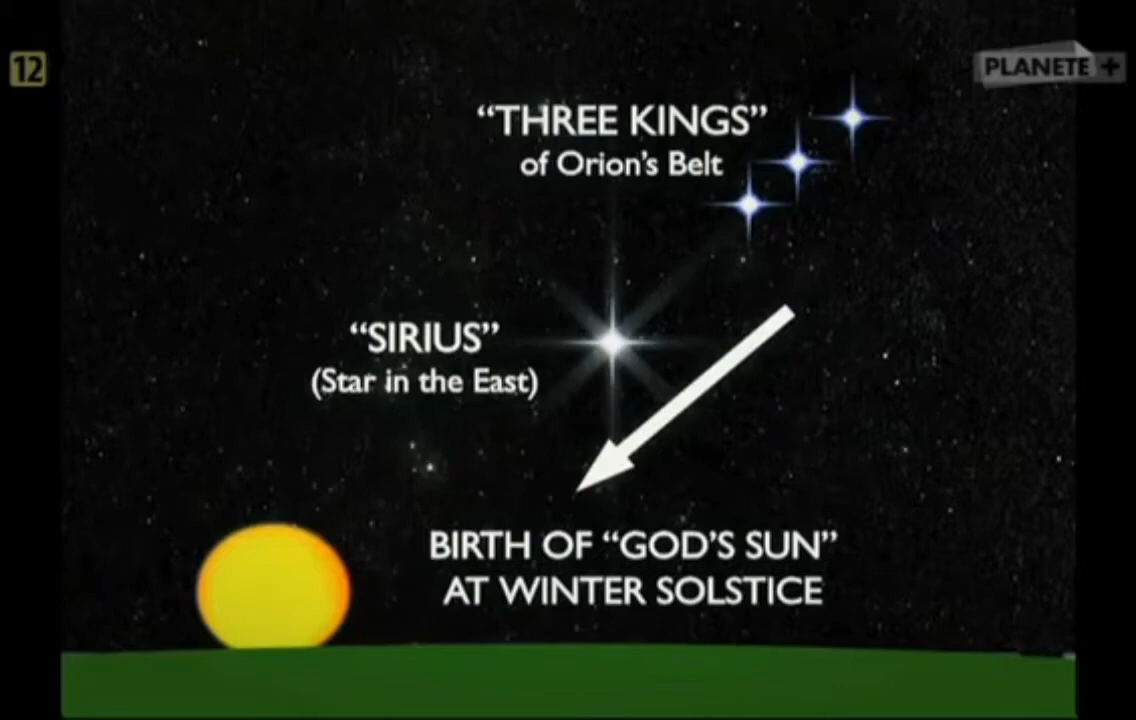 12
PLANETE +
“THREE KINGS”
of Orion’s Belt
“SIRIUS”
(Star in the East)
BIRTH OF “GOD’S SUN”
AT WINTER SOLSTICE